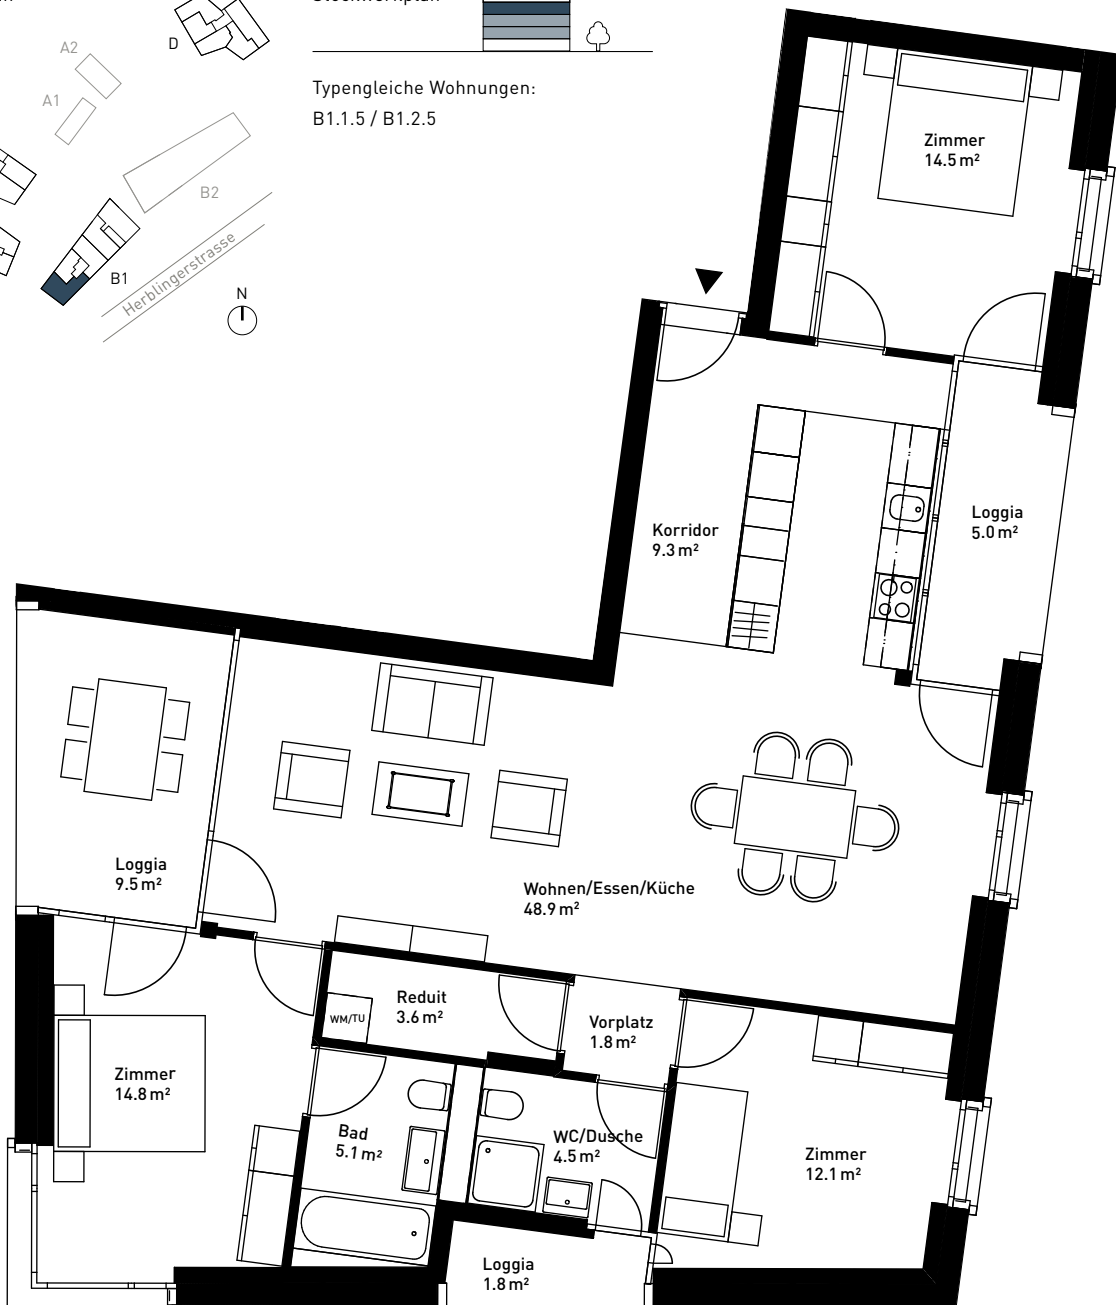 D
A2
A1
B2
B1
Herblingerstrasse
N
Typengleiche Wohnungen:
B1.1.5 / B1.2.5
Zimmer
14.5 m²
Korridor
9.3 m²
Loggia
5.0 m²
Loggia
9.5 m²
Wohnen/Essen/Küche
48.9 m²
Reduit
3.6 m²
WM/TU
Vorplatz
1.8 m²
Zimmer
14.8 m²
Bad
5.1 m²
WC/Dusche
4.5 m²
Zimmer
12.1 m²
Loggia
1.8 m²